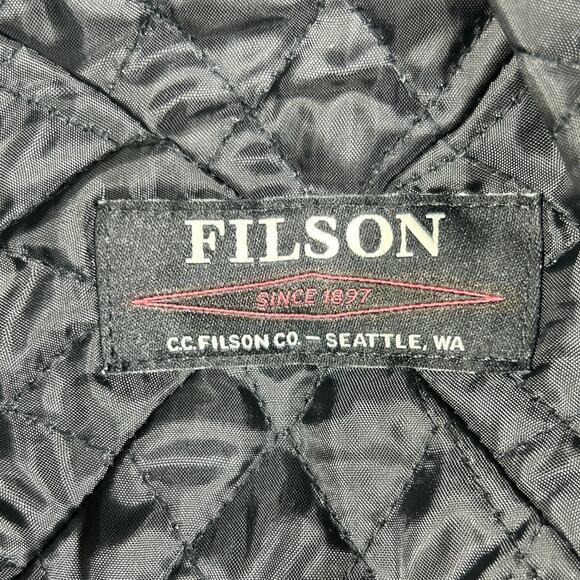 FILSON
SINCE 1897
C.C.FILSON CO. – SEATTLE, WA